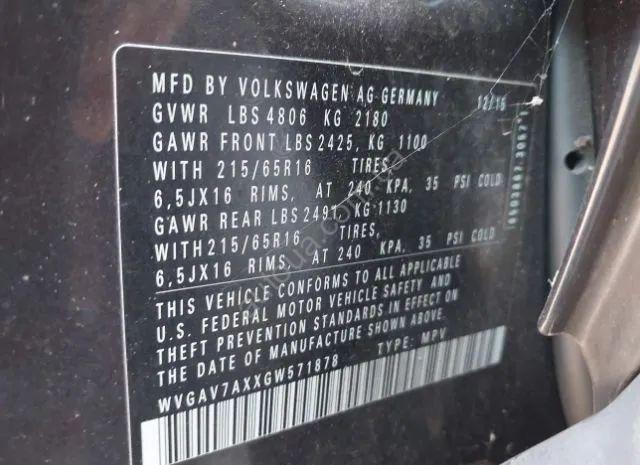 MFD BY VOLKSWAGEN AG-GERMANY 12/15
GVWR LBS 4806 KG 2180
GAWR FRONT LBS 2425, KG 1100
WITH 215/65R16 TIRES,
6,5JX16 RIMS, AT 240 KPA, 35 PSI COLD
GAWR REAR LBS 2491, KG 1130
WITH215/65R16 TIRES,
6,5JX16 RIMS, AT 240 KPA, 35 PSI COLD
THIS VEHICLE CONFORMS TO ALL APPLICABLE
U.S. FEDERAL MOTOR VEHICLE SAFETY AND
THEFT PREVENTION STANDARDS IN EFFECT ON
THE DATE OF MANUFACTURE SHOWN ABOVE.
WVGAV7AXXGW571878 TYPE: MPV